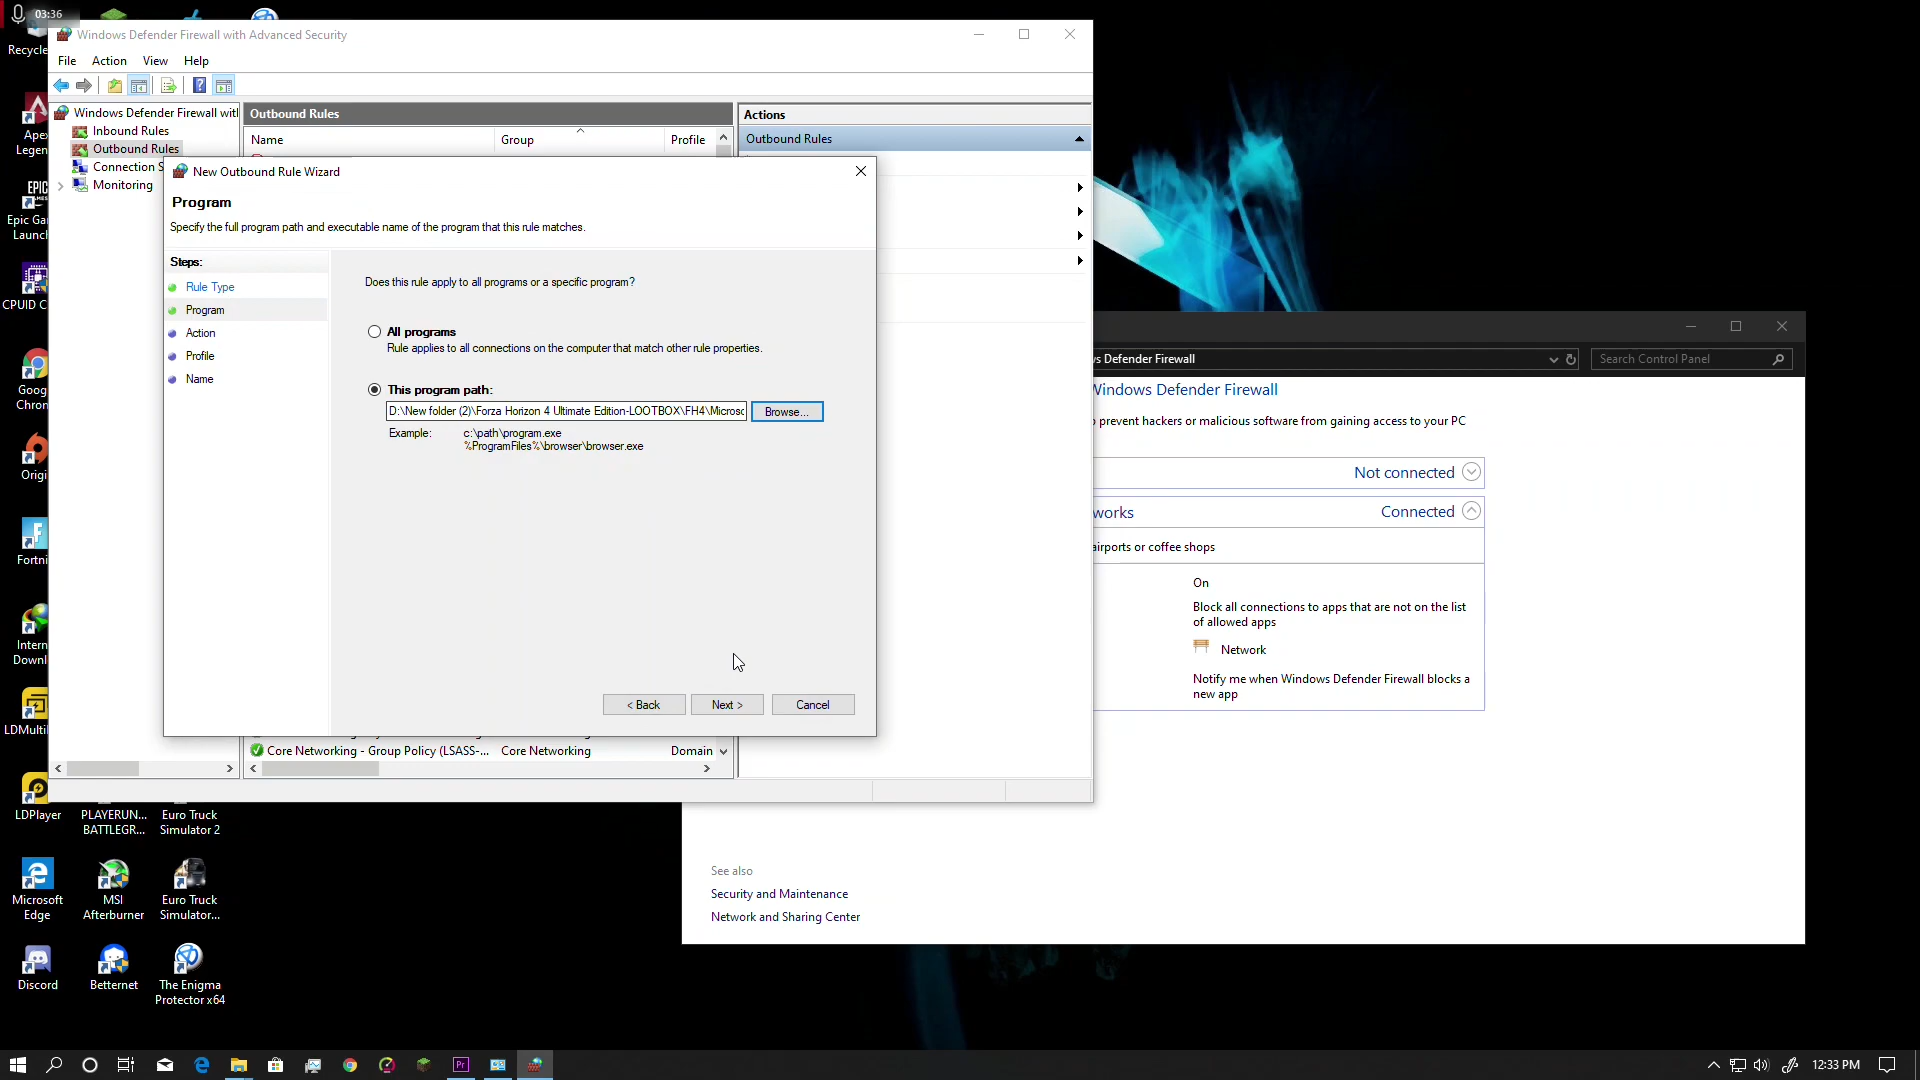 03:36
Recycle
Windows Defender Firewall with Advanced Security
File Action View Help
Windows Defender Firewall with
Inbound Rules
Outbound Rules
Connection S
Monitoring
Outbound Rules
Name Group Profile
Actions
Outbound Rules
New Outbound Rule Wizard
Program
Specify the full program path and executable name of the program that this rule matches.
Steps:
Rule Type
Program
Action
Profile
Name
Does this rule apply to all programs or a specific program?
All programs
Rule applies to all connections on the computer that match other rule properties.
This program path:
D:\New folder (2)\Forza Horizon 4 Ultimate Edition-LOOTBOX\FH4\Microsc
Browse...
Example: c:\path\program.exe
%ProgramFiles%\browser\browser.exe
< Back
Next >
Cancel
Core Networking - Group Policy (LSASS-... Core Networking Domain
s Defender Firewall
Search Control Panel
Windows Defender Firewall
prevent hackers or malicious software from gaining access to your PC
Not connected
works Connected
airports or coffee shops
On
Block all connections to apps that are not on the list
of allowed apps
Network
Notify me when Windows Defender Firewall blocks a
new app
See also
Security and Maintenance
Network and Sharing Center
Ape
Legen
EPIC
GAMES
Epic Ga
Launch
CPUID C
Goog
Chron
Origi
Fortni
Intern
Downl
LDMulti
LDPlayer
PLAYERUN...
BATTLEGR...
Euro Truck
Simulator 2
Microsoft
Edge
MSI
Afterburner
Euro Truck
Simulator...
Discord
Betternet
The Enigma
Protector x64
Pr
12:33 PM